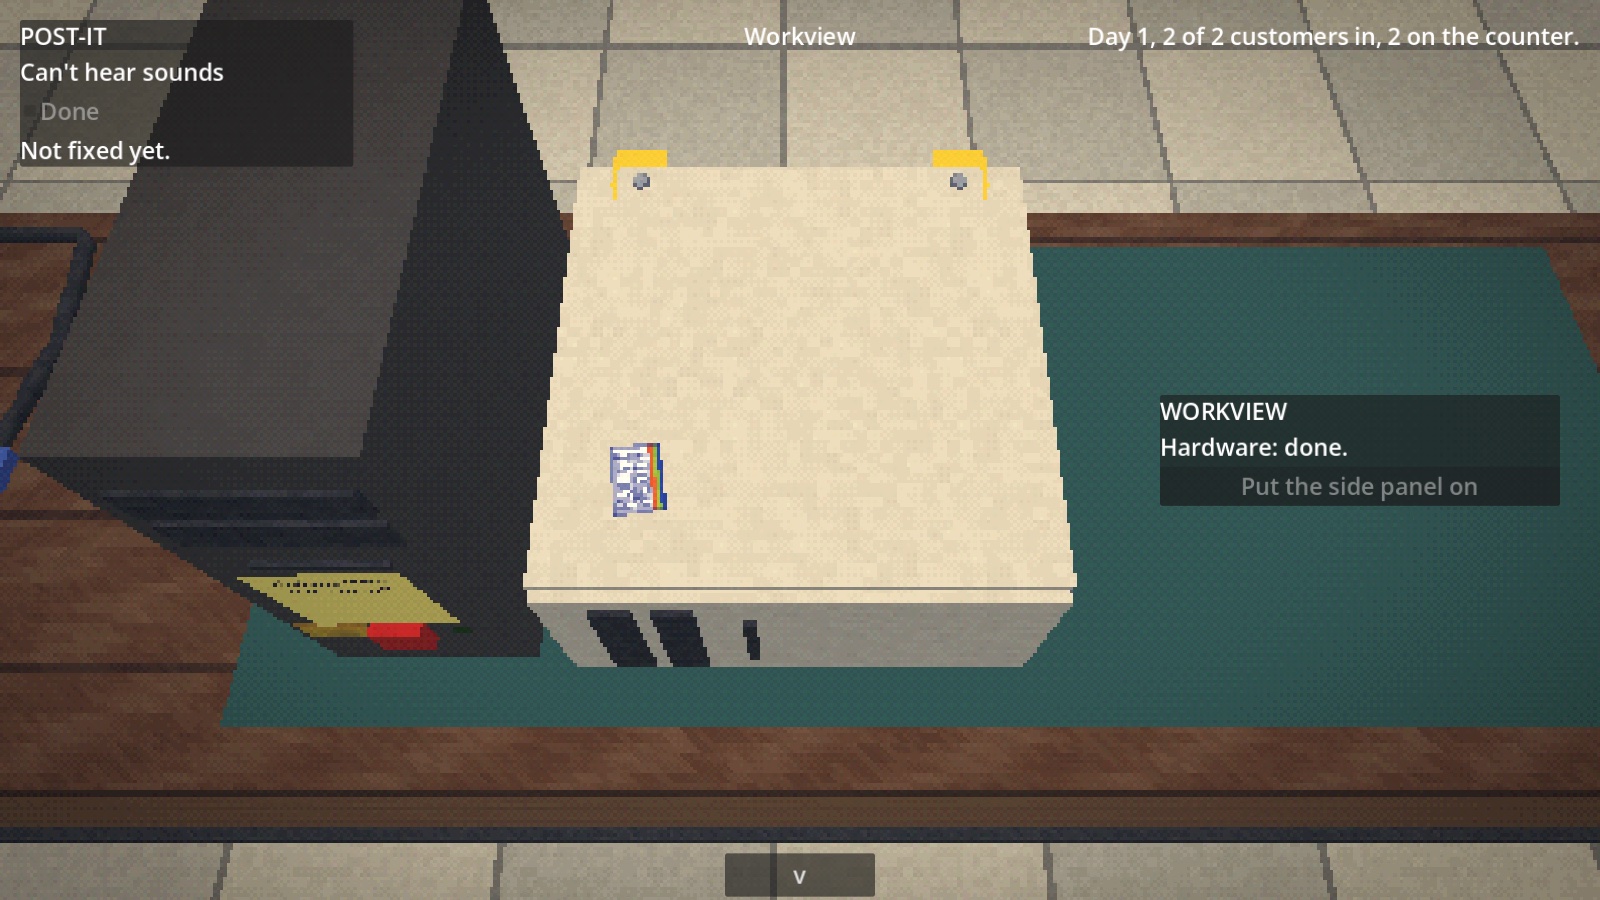 POST-IT
Can't hear sounds
Done
Not fixed yet.
Workview
Day 1, 2 of 2 customers in, 2 on the counter.
WORKVIEW
Hardware: done.
Put the side panel on
v